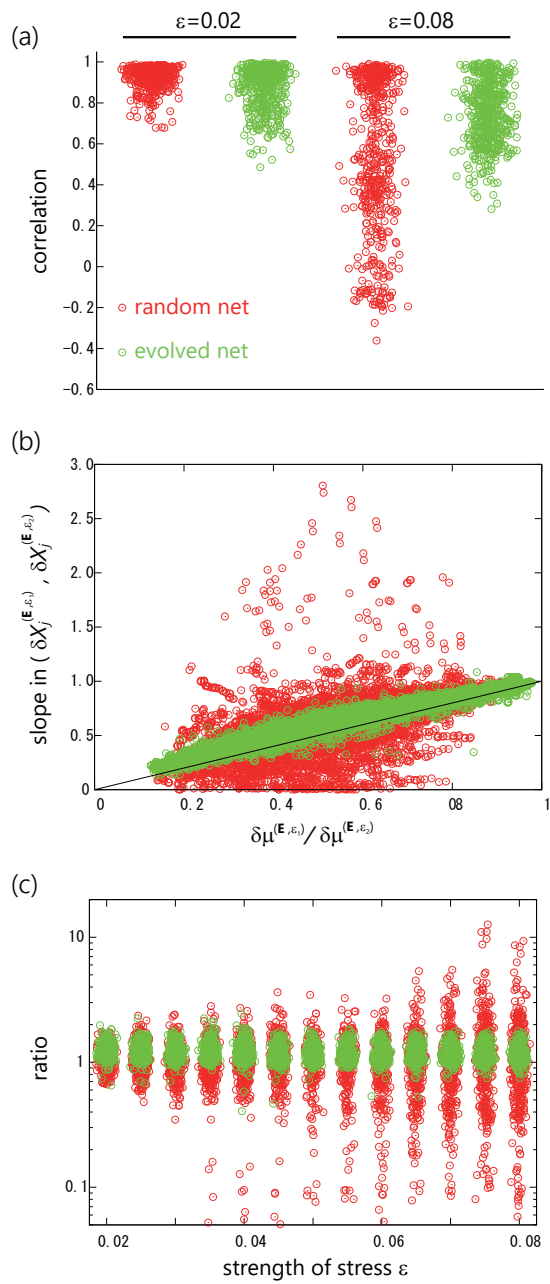 (a)
ε=0.02 ε=0.08
1
0.8
0.6
0.4
0.2
0
-0.2
-0.4
-0.6
correlation
random net
evolved net
(b)
3.0
2.5
2.0
1.5
1.0
0.5
0
slope in ( δX_j^(E,ε₁) , δX_j^(E,ε₂) )
0 0.2 0.4 0.6 08 1
δμ^(E,ε₁)/δμ^(E,ε₂)
(c)
10
1
0.1
ratio
0.02 0.04 0.06 0.08
strength of stress ε